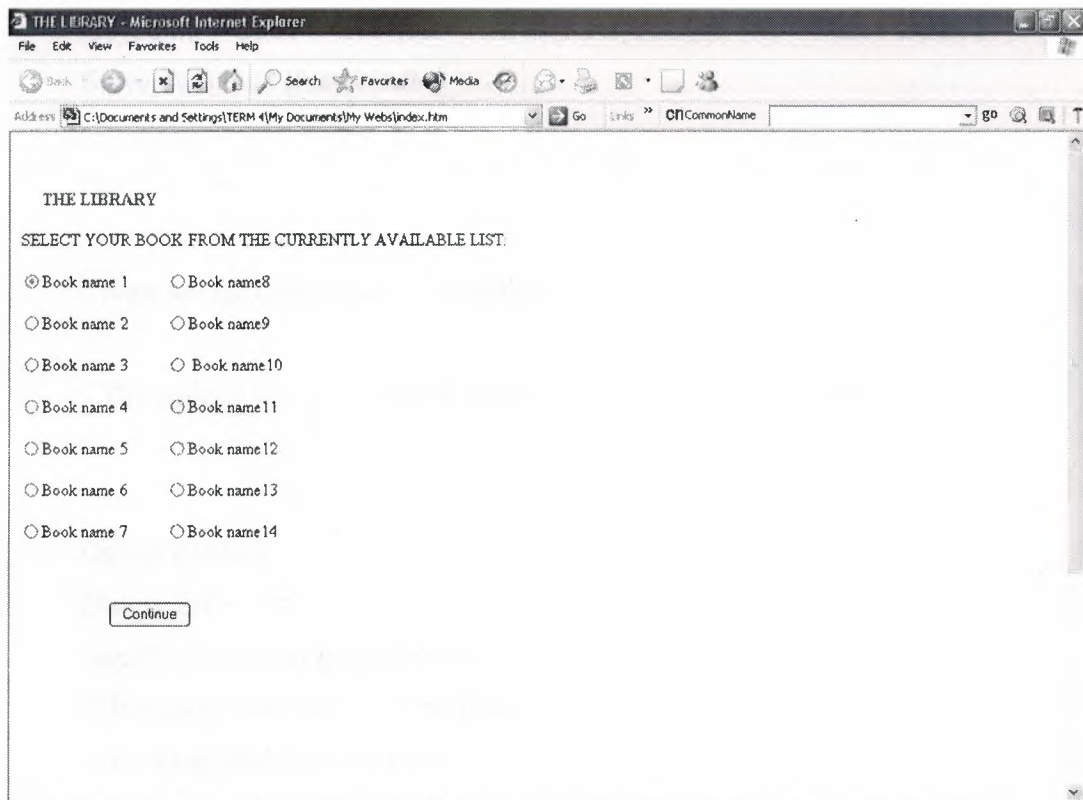 THE LIBRARY - Microsoft Internet Explorer
File Edit View Favorites Tools Help
Back Search Favorites Media
Address C:\Documents and Settings\TERM 4\My Documents\My Webs\index.htm Go Links » cnCommonName go
THE LIBRARY
SELECT YOUR BOOK FROM THE CURRENTLY AVAILABLE LIST:
Book name 1 Book name8
Book name 2 Book name9
Book name 3 Book name10
Book name 4 Book name11
Book name 5 Book name12
Book name 6 Book name13
Book name 7 Book name14
Continue